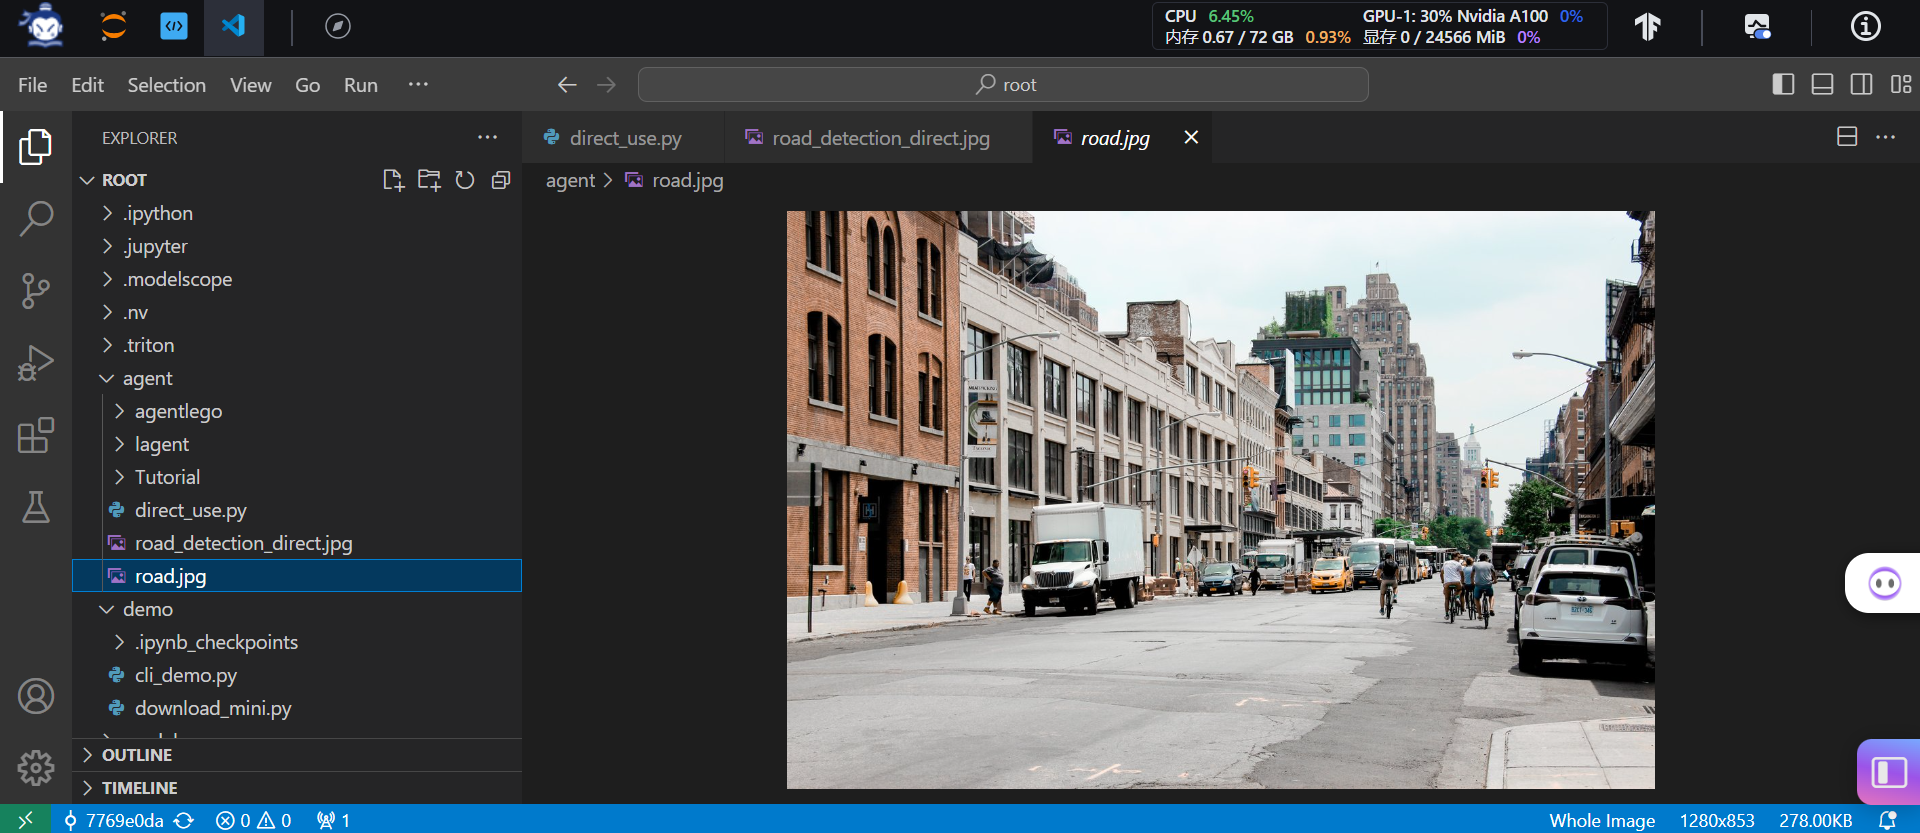 CPU 6.45% GPU-1: 30% Nvidia A100 0%
内存 0.67 / 72 GB 0.93% 显存 0 / 24566 MiB 0%
File Edit Selection View Go Run ··· root
EXPLORER ···
direct_use.py road_detection_direct.jpg road.jpg
ROOT
agent > road.jpg
.ipython
.jupyter
.modelscope
.nv
.triton
agent
agentlego
lagent
Tutorial
direct_use.py
road_detection_direct.jpg
road.jpg
demo
.ipynb_checkpoints
cli_demo.py
download_mini.py
OUTLINE
TIMELINE
7769e0da 0 0 1 Whole Image 1280x853 278.00KB